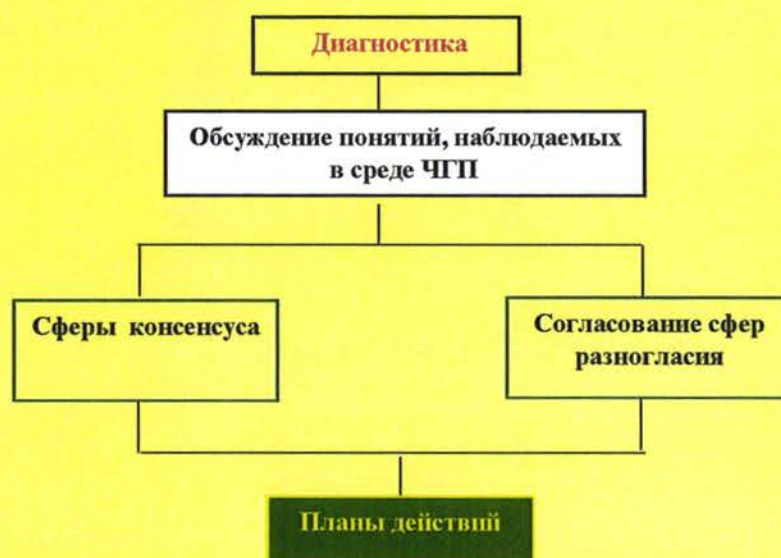 Диагностика
Обсуждение понятий, наблюдаемых
в среде ЧГП
Сферы консенсуса
Согласование сфер
разногласия
Планы действий